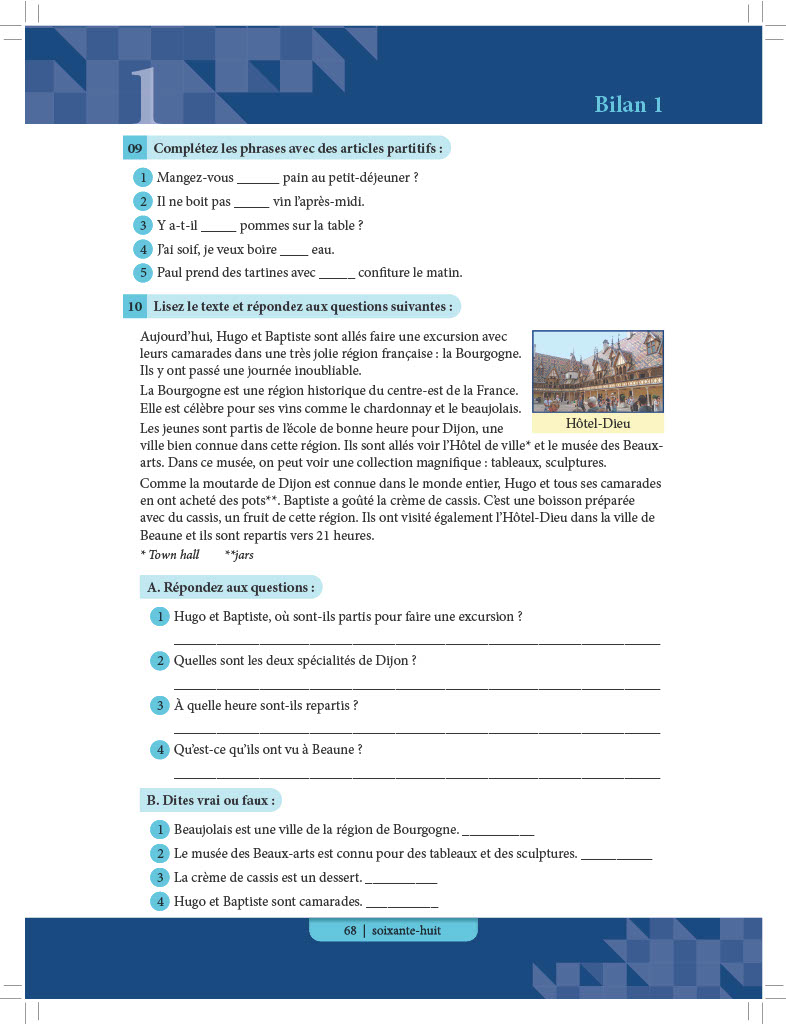 1
Bilan 1
09 Complétez les phrases avec des articles partitifs :
1 Mangez-vous ______ pain au petit-déjeuner ?
2 Il ne boit pas _____ vin l'après-midi.
3 Y a-t-il _____ pommes sur la table ?
4 J'ai soif, je veux boire ____ eau.
5 Paul prend des tartines avec _____ confiture le matin.
10 Lisez le texte et répondez aux questions suivantes :
Aujourd'hui, Hugo et Baptiste sont allés faire une excursion avec
leurs camarades dans une très jolie région française : la Bourgogne.
Ils y ont passé une journée inoubliable.
La Bourgogne est une région historique du centre-est de la France.
Elle est célèbre pour ses vins comme le chardonnay et le beaujolais.
Hôtel-Dieu
Les jeunes sont partis de l'école de bonne heure pour Dijon, une
ville bien connue dans cette région. Ils sont allés voir l'Hôtel de ville* et le musée des Beaux-
arts. Dans ce musée, on peut voir une collection magnifique : tableaux, sculptures.
Comme la moutarde de Dijon est connue dans le monde entier, Hugo et tous ses camarades
en ont acheté des pots**. Baptiste a goûté la crème de cassis. C'est une boisson préparée
avec du cassis, un fruit de cette région. Ils ont visité également l'Hôtel-Dieu dans la ville de
Beaune et ils sont repartis vers 21 heures.
* Town hall **jars
A. Répondez aux questions :
1 Hugo et Baptiste, où sont-ils partis pour faire une excursion ?
2 Quelles sont les deux spécialités de Dijon ?
3 À quelle heure sont-ils repartis ?
4 Qu'est-ce qu'ils ont vu à Beaune ?
B. Dites vrai ou faux :
1 Beaujolais est une ville de la région de Bourgogne. __________
2 Le musée des Beaux-arts est connu pour des tableaux et des sculptures. __________
3 La crème de cassis est un dessert. __________
4 Hugo et Baptiste sont camarades. __________
68 | soixante-huit